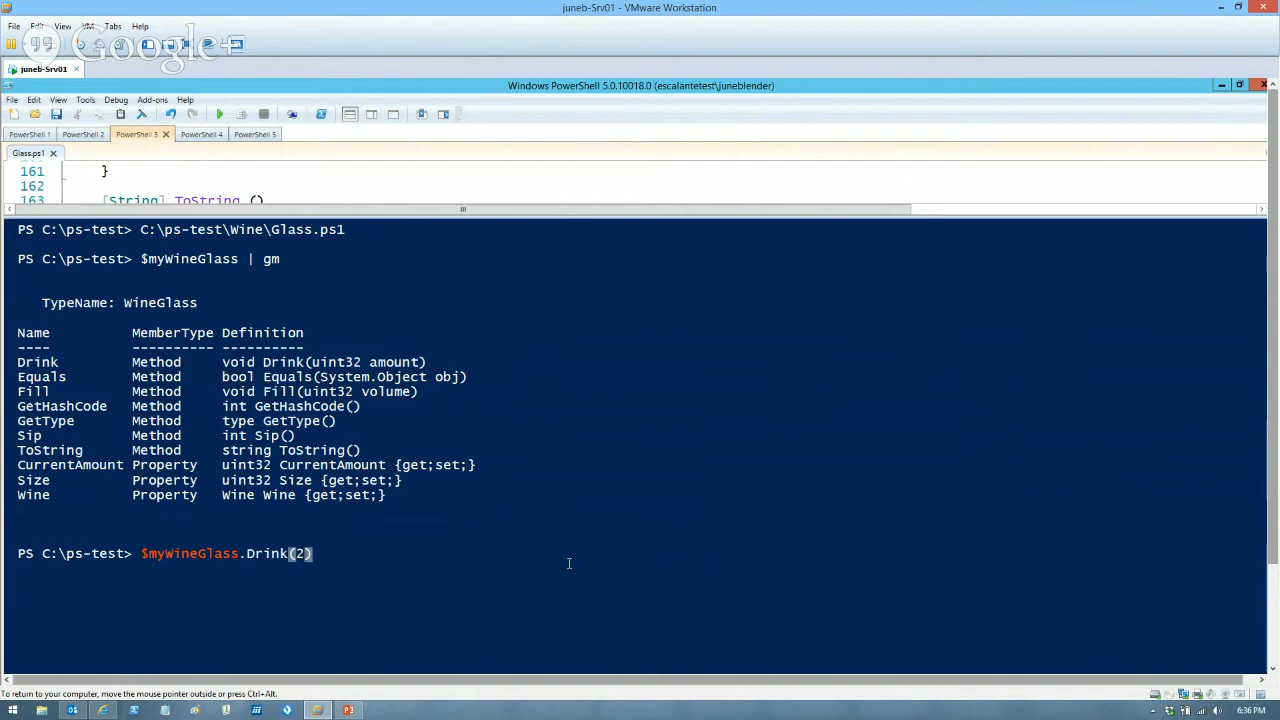 juneb-Srv01 - VMware Workstation
File Edit View VM Tabs Help
Google+
juneb-Srv01
Windows PowerShell 5.0.10018.0 (escalantetest\juneblender)
File Edit View Tools Debug Add-ons Help
PowerShell 1 PowerShell 2 PowerShell 3 PowerShell 4 PowerShell 5
Glass.ps1
161 }
162
163 [String] ToString ()
PS C:\ps-test> C:\ps-test\Wine\Glass.ps1
PS C:\ps-test> $myWineGlass | gm
TypeName: WineGlass
Name MemberType Definition
---- ---------- ----------
Drink Method void Drink(uint32 amount)
Equals Method bool Equals(System.Object obj)
Fill Method void Fill(uint32 volume)
GetHashCode Method int GetHashCode()
GetType Method type GetType()
Sip Method int Sip()
ToString Method string ToString()
CurrentAmount Property uint32 CurrentAmount {get;set;}
Size Property uint32 Size {get;set;}
Wine Property Wine Wine {get;set;}
PS C:\ps-test> $myWineGlass.Drink(2)
To return to your computer, move the mouse pointer outside or press Ctrl+Alt.
6:36 PM